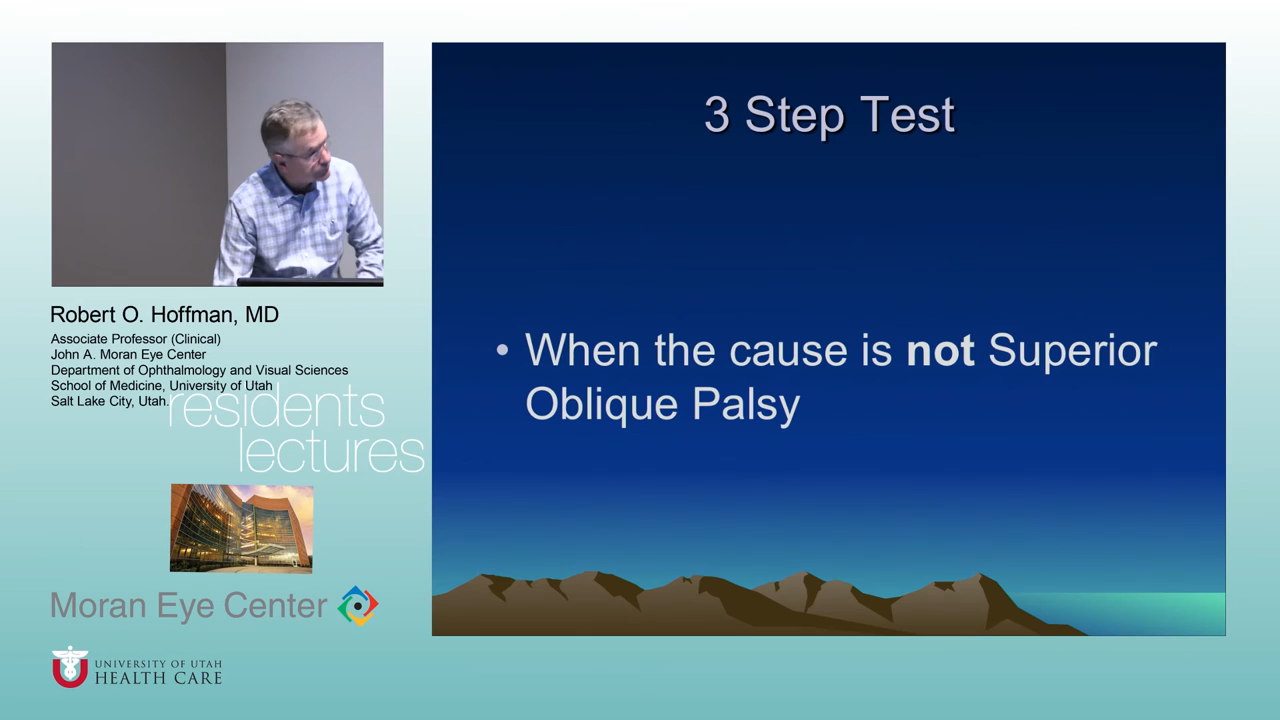 3 Step Test
• When the cause is not Superior
Oblique Palsy
Robert O. Hoffman, MD
Associate Professor (Clinical)
John A. Moran Eye Center
Department of Ophthalmology and Visual Sciences
School of Medicine, University of Utah
Salt Lake City, Utah.
residents
lectures
Moran Eye Center
UNIVERSITY OF UTAH
HEALTH CARE